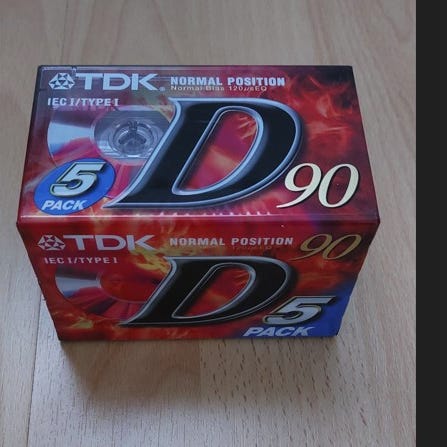 TDK® NORMAL POSITION
Normal Bias 120μsEQ
IEC I/TYPE I
D 90
5
PACK
TDK NORMAL POSITION 90
IEC I/TYPE I
D 5
PACK